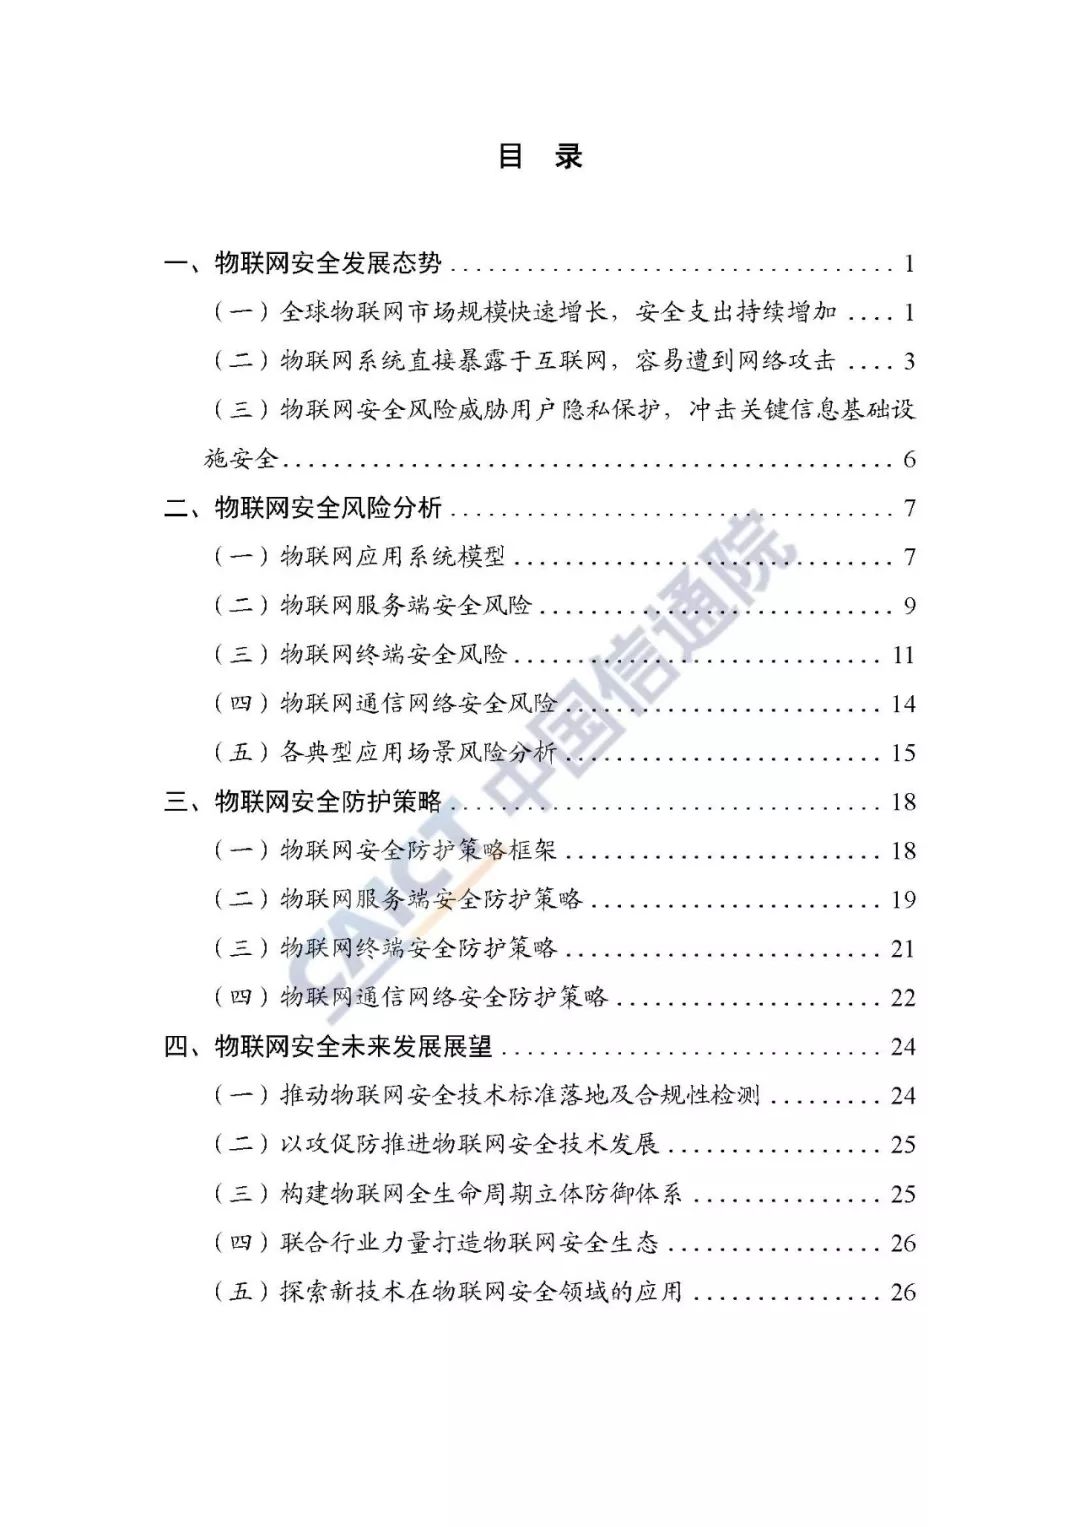 目 录
一、物联网安全发展态势 .................................. 1
（一）全球物联网市场规模快速增长，安全支出持续增加 .... 1
（二）物联网系统直接暴露于互联网，容易遭到网络攻击 .... 3
（三）物联网安全风险威胁用户隐私保护，冲击关键信息基础设
施安全................................................ 6
二、物联网安全风险分析 .................................. 7
（一）物联网应用系统模型 .............................. 7
（二）物联网服务端安全风险 ............................ 9
（三）物联网终端安全风险 ............................. 11
（四）物联网通信网络安全风险 ......................... 14
（五）各典型应用场景风险分析 ......................... 15
三、物联网安全防护策略 ................................. 18
（一）物联网安全防护策略框架 ......................... 18
（二）物联网服务端安全防护策略 ....................... 19
（三）物联网终端安全防护策略 ......................... 21
（四）物联网通信网络安全防护策略 ..................... 22
四、物联网安全未来发展展望 ............................. 24
（一）推动物联网安全技术标准落地及合规性检测 ......... 24
（二）以攻促防推进物联网安全技术发展 ................. 25
（三）构建物联网全生命周期立体防御体系 ............... 25
（四）联合行业力量打造物联网安全生态 ................. 26
（五）探索新技术在物联网安全领域的应用 ............... 26
CAICT 中国信通院